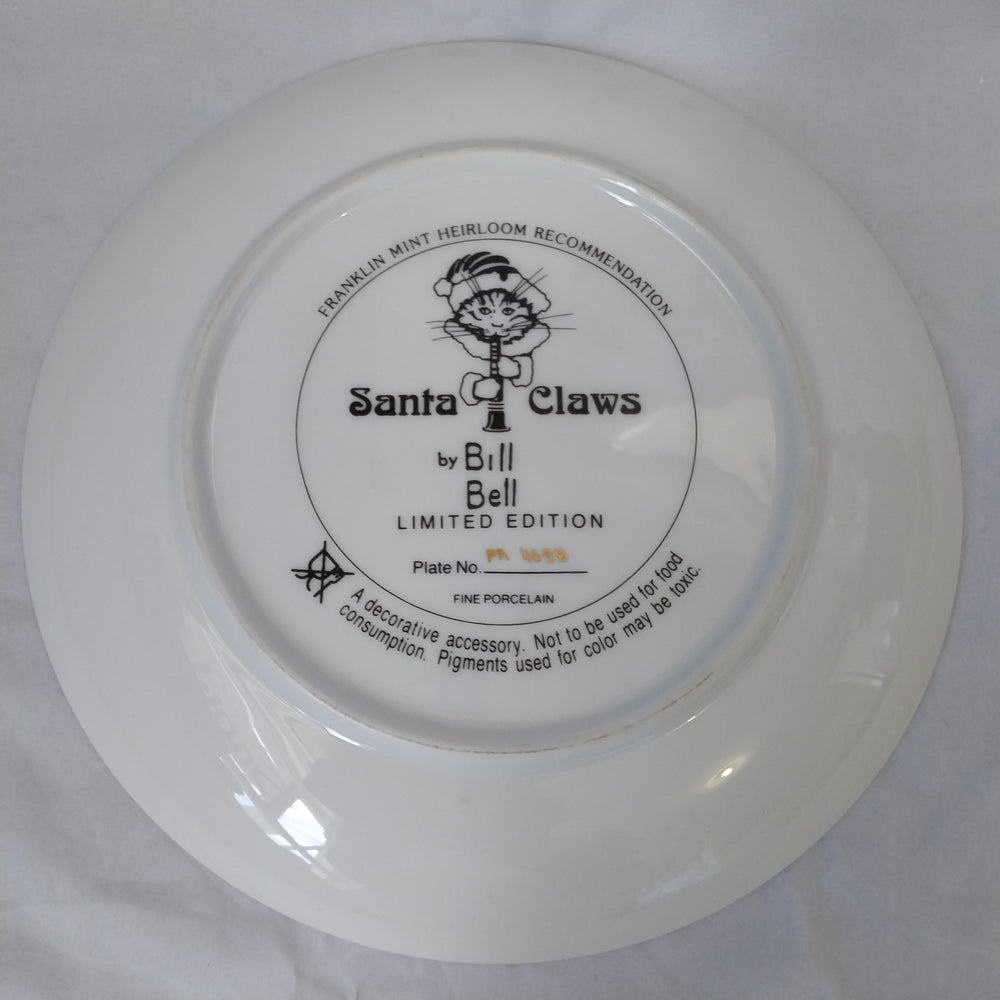 FRANKLIN MINT HEIRLOOM RECOMMENDATION
Santa Claws
by Bill
Bell
LIMITED EDITION
Plate No. PA
FINE PORCELAIN
A decorative accessory. Not to be used for food
consumption. Pigments used for color may be toxic.